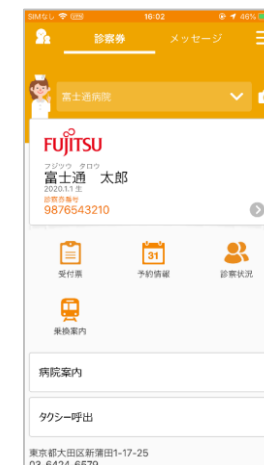 SIMなし 16:02 46%
診察券 メッセージ
富士通病院
FUJITSU
フジツウ タロウ
富士通 太郎
2020.1.1 生
診察券番号
9876543210
受付票 予約情報 診察状況
31
乗換案内
病院案内
タクシー呼出
東京都大田区新蒲田1-17-25
03-6424-6579